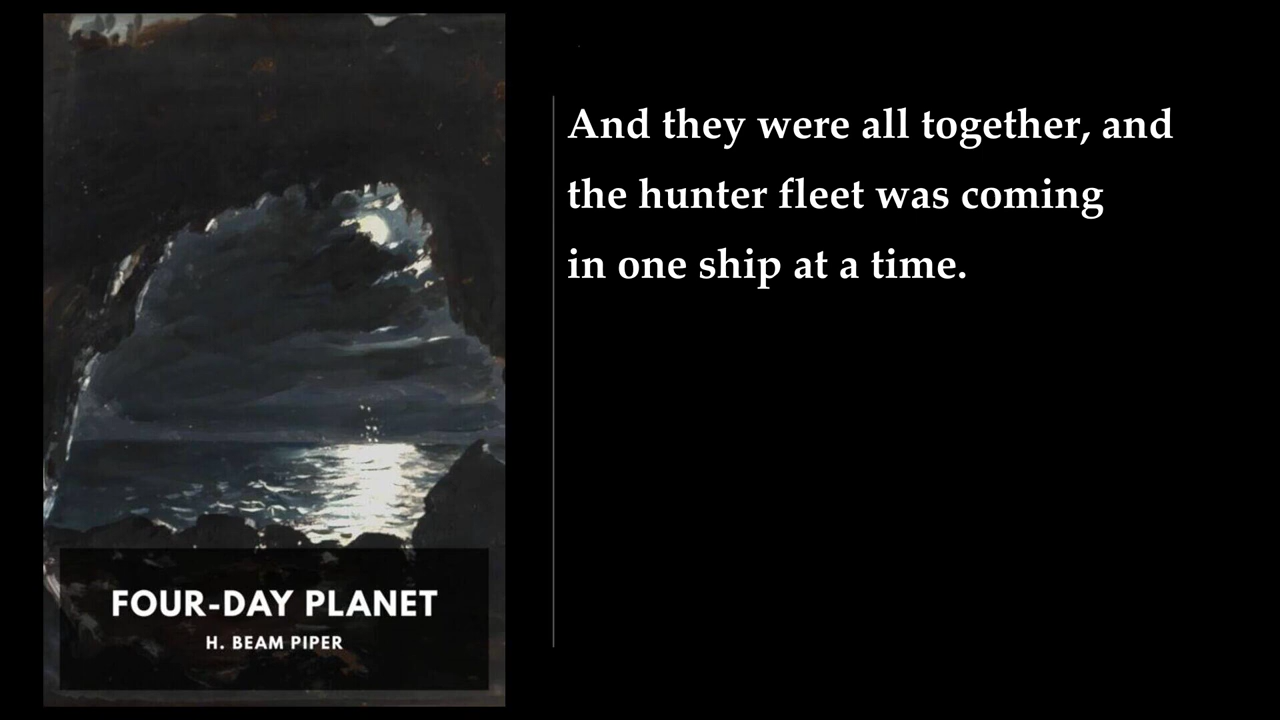 And they were all together, and
the hunter fleet was coming
in one ship at a time.
FOUR-DAY PLANET
H. BEAM PIPER